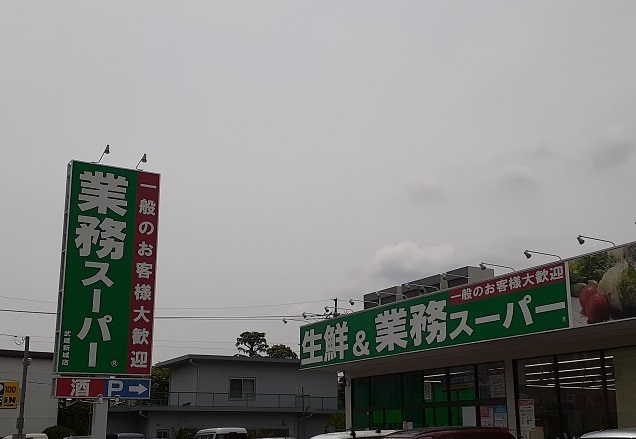 業務スーパー
一般のお客様大歓迎
武蔵新城店
酒 P →
100
生鮮&業務スーパー
一般のお客様大歓迎